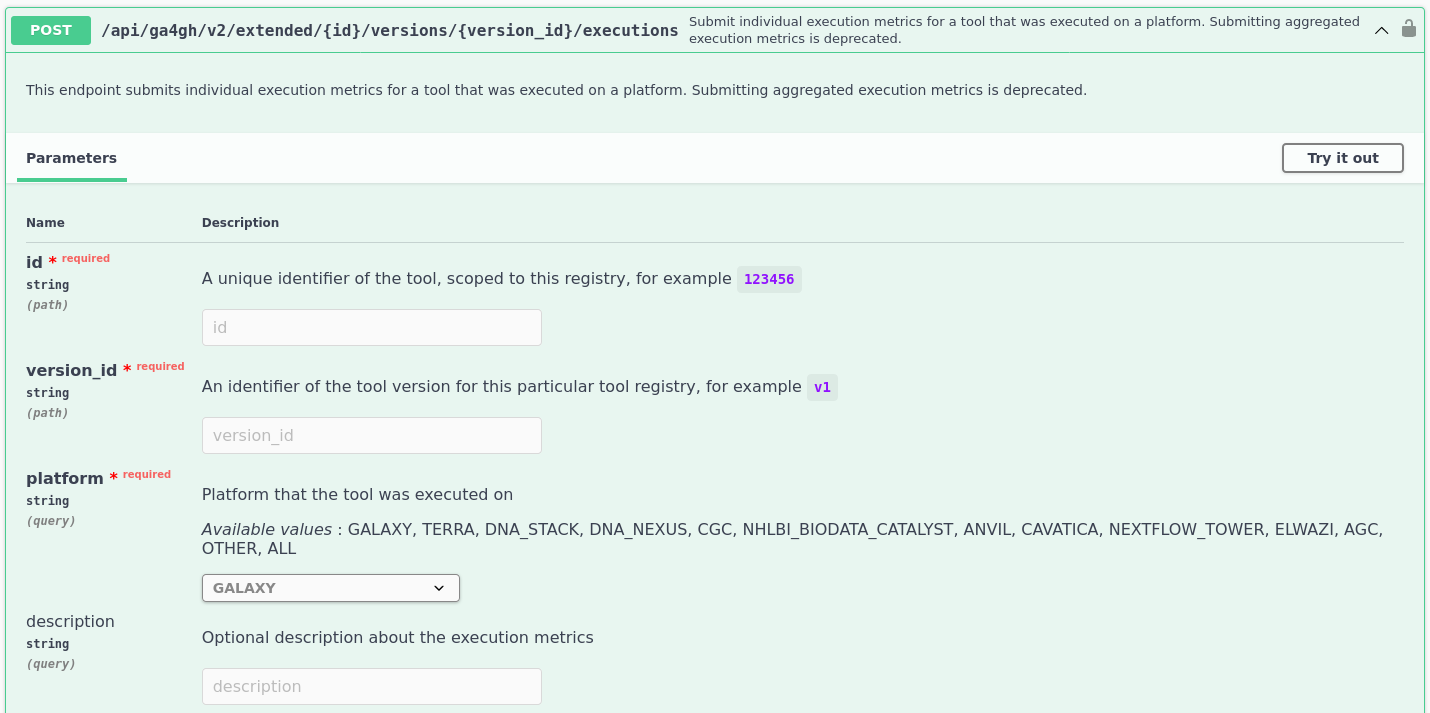 POST /api/ga4gh/v2/extended/{id}/versions/{version_id}/executions Submit individual execution metrics for a tool that was executed on a platform. Submitting aggregated
execution metrics is deprecated.
This endpoint submits individual execution metrics for a tool that was executed on a platform. Submitting aggregated execution metrics is deprecated.
Parameters Try it out
Name Description
id * required
string
(path)
A unique identifier of the tool, scoped to this registry, for example 123456
id
version_id * required
string
(path)
An identifier of the tool version for this particular tool registry, for example v1
version_id
platform * required
string
(query)
Platform that the tool was executed on
Available values : GALAXY, TERRA, DNA_STACK, DNA_NEXUS, CGC, NHLBI_BIODATA_CATALYST, ANVIL, CAVATICA, NEXTFLOW_TOWER, ELWAZI, AGC,
OTHER, ALL
GALAXY
description
string
(query)
Optional description about the execution metrics
description